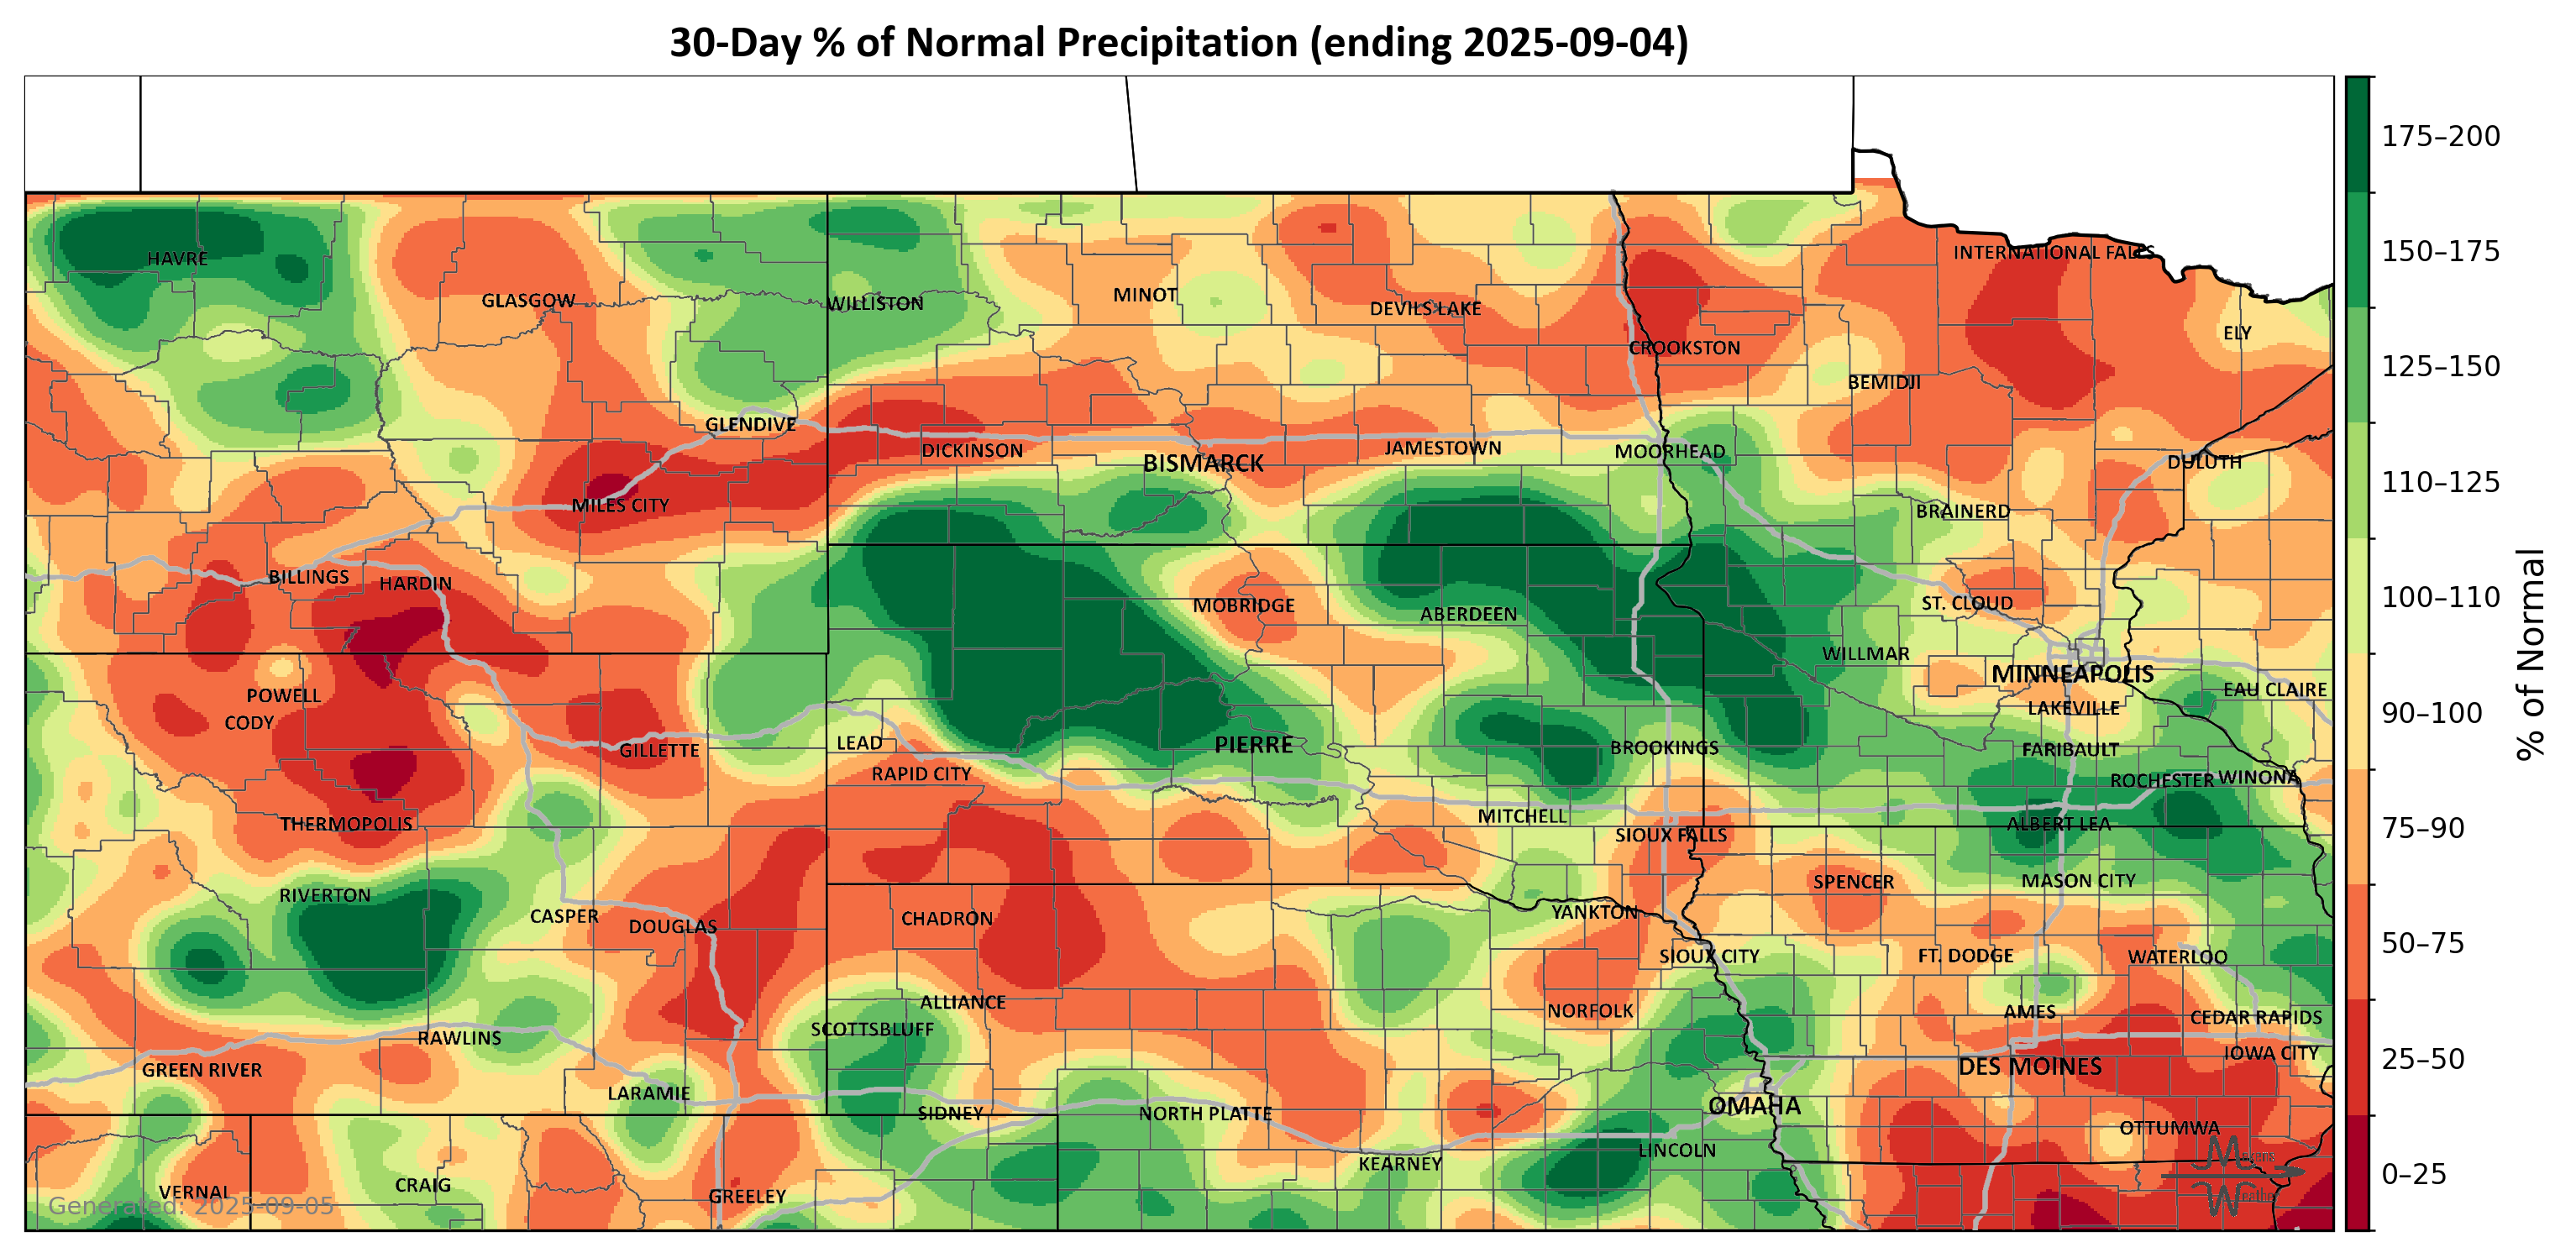 30-Day % of Normal Precipitation (ending 2025-09-04)
175–200
INTERNATIONAL FALLS
150–175
HAVRE
GLASGOW
WILLISTON
MINOT
DEVILS LAKE
ELY
CROOKSTON
125–150
BEMIDJI
GLENDIVE
DICKINSON
BISMARCK
JAMESTOWN
MOORHEAD
DULUTH
110–125
MILES CITY
BRAINERD
BILLINGS
HARDIN
MOBRIDGE
ABERDEEN
ST. CLOUD
100–110
WILLMAR
MINNEAPOLIS
% of Normal
POWELL
EAU CLAIRE
CODY
LAKEVILLE
90–100
GILLETTE
LEAD
PIERRE
BROOKINGS
FARIBAULT
RAPID CITY
ROCHESTER
WINONA
THERMOPOLIS
MITCHELL
SIOUX FALLS
ALBERT LEA
75–90
RIVERTON
SPENCER
MASON CITY
CASPER
DOUGLAS
CHADRON
YANKTON
50–75
SIOUX CITY
FT. DODGE
WATERLOO
ALLIANCE
NORFOLK
AMES
SCOTTSBLUFF
CEDAR RAPIDS
RAWLINS
GREEN RIVER
DES MOINES
IOWA CITY
25–50
LARAMIE
SIDNEY
NORTH PLATTE
OMAHA
OTTUMWA
KEARNEY
LINCOLN
VERNAL
CRAIG
GREELEY
0–25
Generated: 2025-09-05